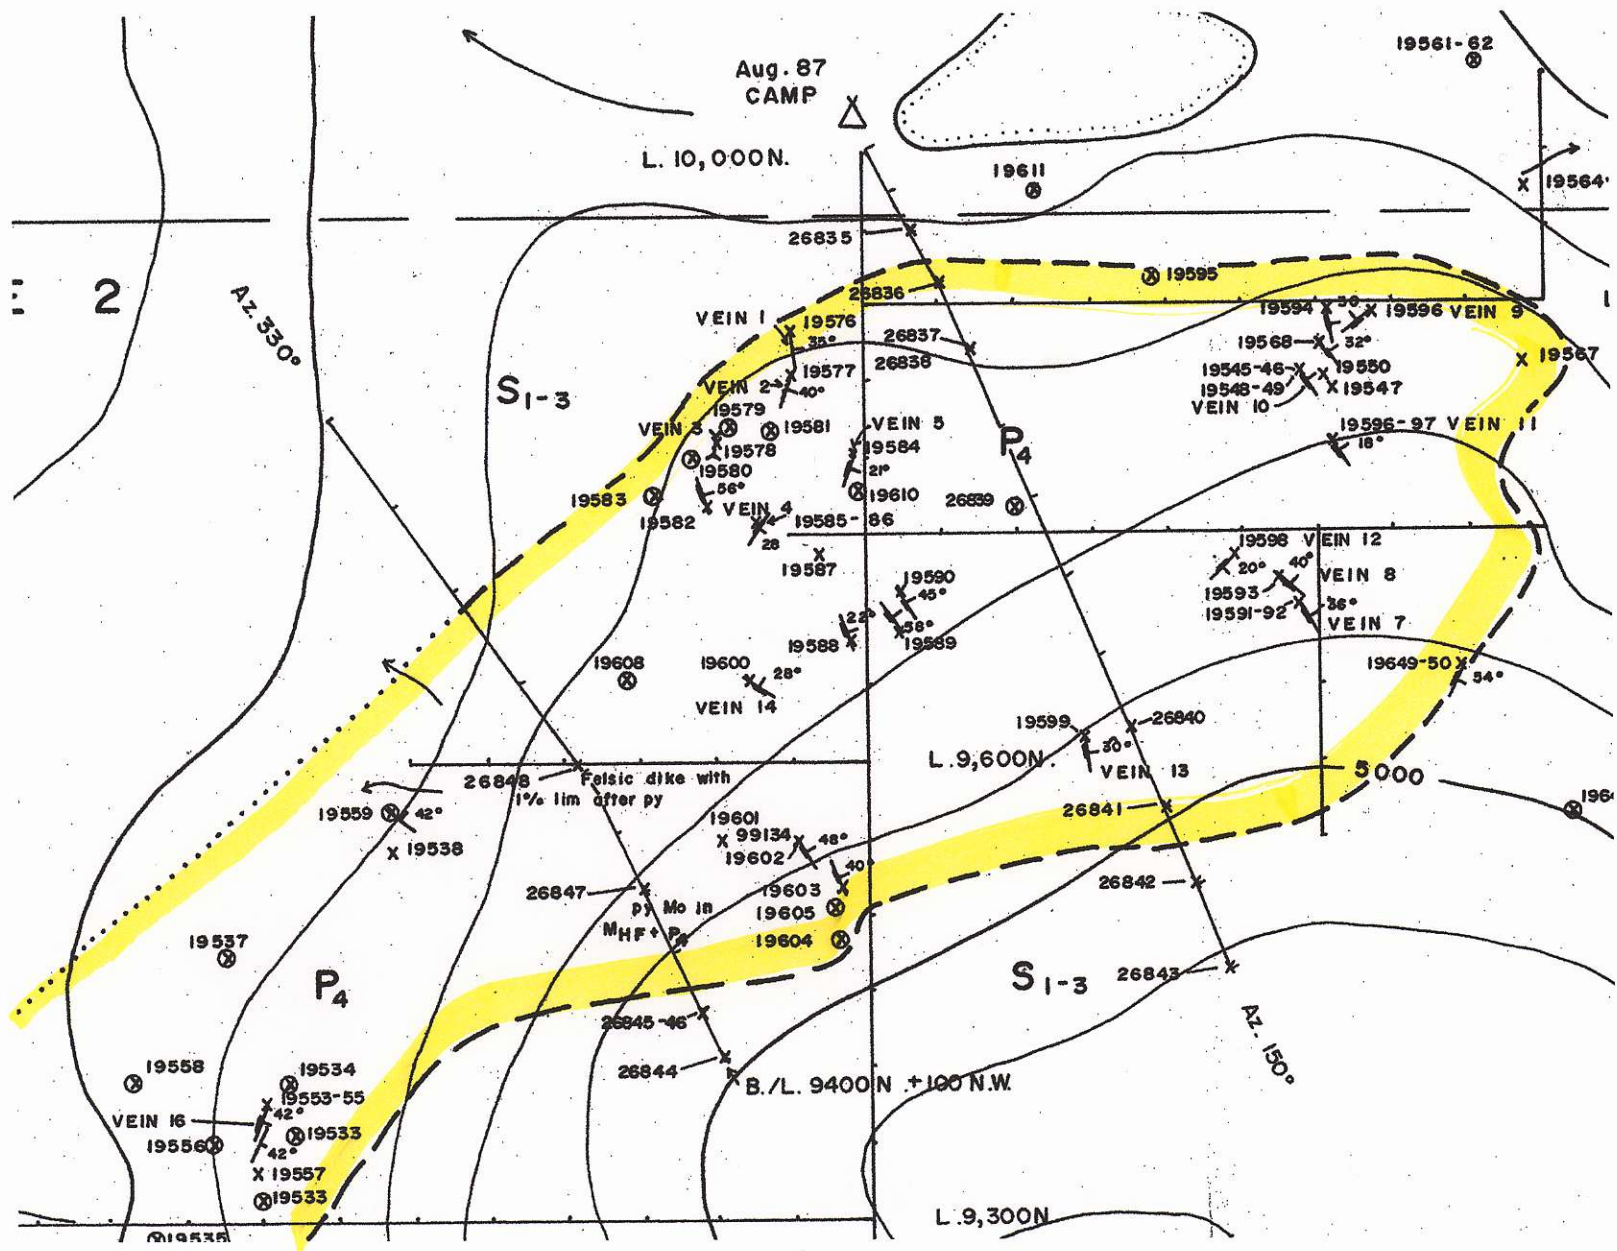 19561-62
Aug. 87
CAMP
L. 10,000N.
19611
19564
26835
E 2
Az. 330°
19595
26836
VEIN 1
19576
35°
26837
26838
19594
30
19596 VEIN 9
19568
32°
19567
19577
VEIN 2
40°
19545-46
19550
19548-49
19547
VEIN 10
S1-3
19579
VEIN 3
19581
19578
19580
VEIN 5
19584
21°
P4
19596-97 VEIN 11
18°
19583
56°
19582
VEIN 4
19610
26839
19585-86
28
19587
19598 VEIN 12
20°
40°
19593
VEIN 8
19591-92
36°
VEIN 7
19590
45°
22°
58°
19588
19589
19608
19600
28°
VEIN 14
19649-50
54°
19599
26840
30°
L.9,600N.
VEIN 13
5000
26848
Felsic dike with
1% lim after py
26841
19559
42°
19538
19601
99134
48°
19602
40
26847
19603
26842
py Mo in
MHF+ P4
19605
19604
19537
P4
S1-3
26843
26845-46
Az. 150°
26844
B./L. 9400N .+100 N.W.
19558
19534
19553-55
42°
VEIN 16
19533
19556
42°
19557
19533
L.9,300N
19535